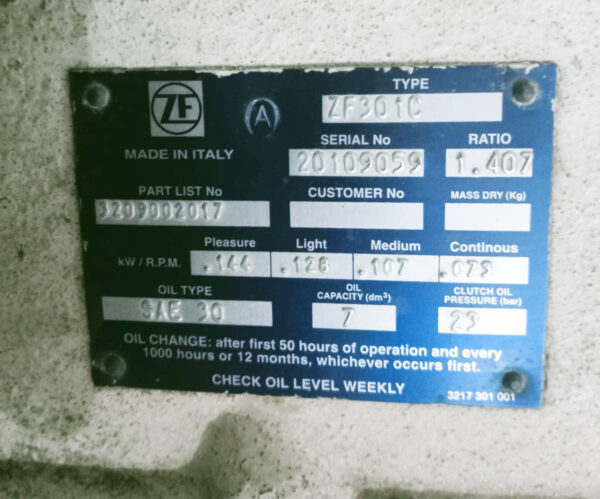 ZF
A
TYPE
ZF301C
SERIAL No
RATIO
MADE IN ITALY
20109059
1.407
PART LIST No
CUSTOMER No
MASS DRY (Kg)
3209002017
Pleasure Light Medium Continous
kW / R.P.M. .144 .128 .107 .078
OIL TYPE
OIL CAPACITY (dm³)
CLUTCH OIL PRESSURE (bar)
SAE 30
7
23
OIL CHANGE: after first 50 hours of operation and every
1000 hours or 12 months, whichever occurs first.
CHECK OIL LEVEL WEEKLY
3217 301 001